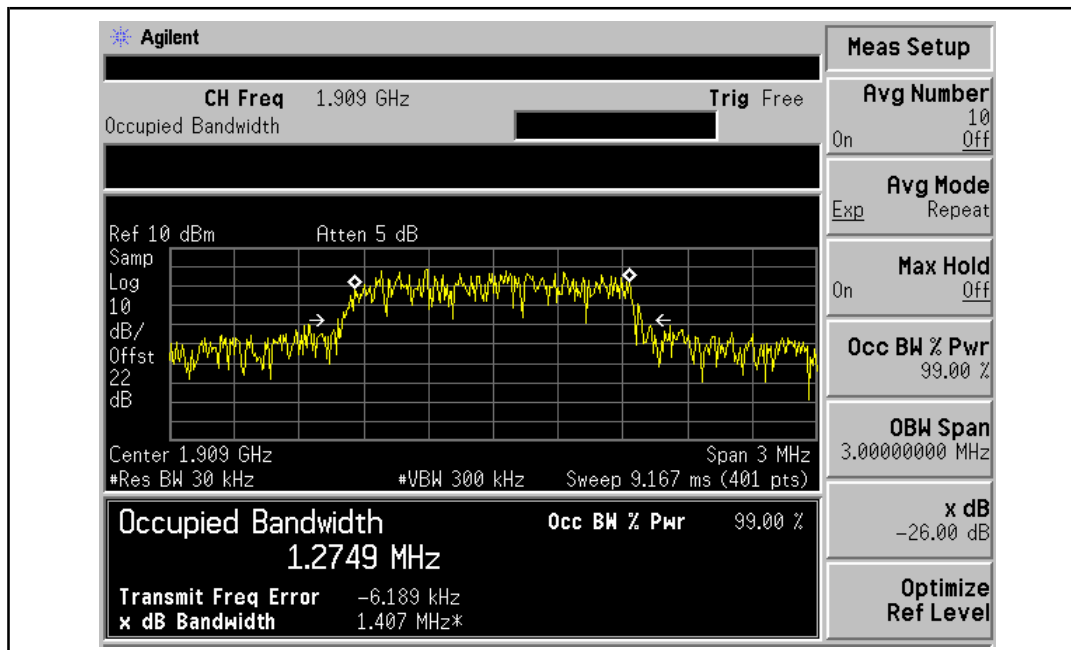 Agilent
Meas Setup
CH Freq 1.909 GHz Trig Free
Occupied Bandwidth
Avg Number
10
On Off
Avg Mode
Exp Repeat
Ref 10 dBm Atten 5 dB
Samp
Log
10
dB/
Offst
22
dB
Max Hold
On Off
Occ BW % Pwr
99.00 %
Center 1.909 GHz Span 3 MHz
#Res BW 30 kHz #VBW 300 kHz Sweep 9.167 ms (401 pts)
OBW Span
3.00000000 MHz
Occupied Bandwidth Occ BW % Pwr 99.00 %
1.2749 MHz
Transmit Freq Error -6.189 kHz
x dB Bandwidth 1.407 MHz*
x dB
-26.00 dB
Optimize
Ref Level